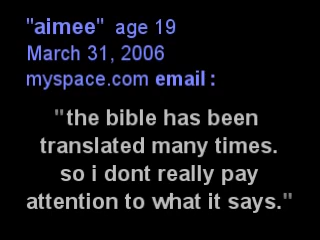 "aimee" age 19
March 31, 2006
myspace.com email :
"the bible has been
translated many times.
so i dont really pay
attention to what it says."